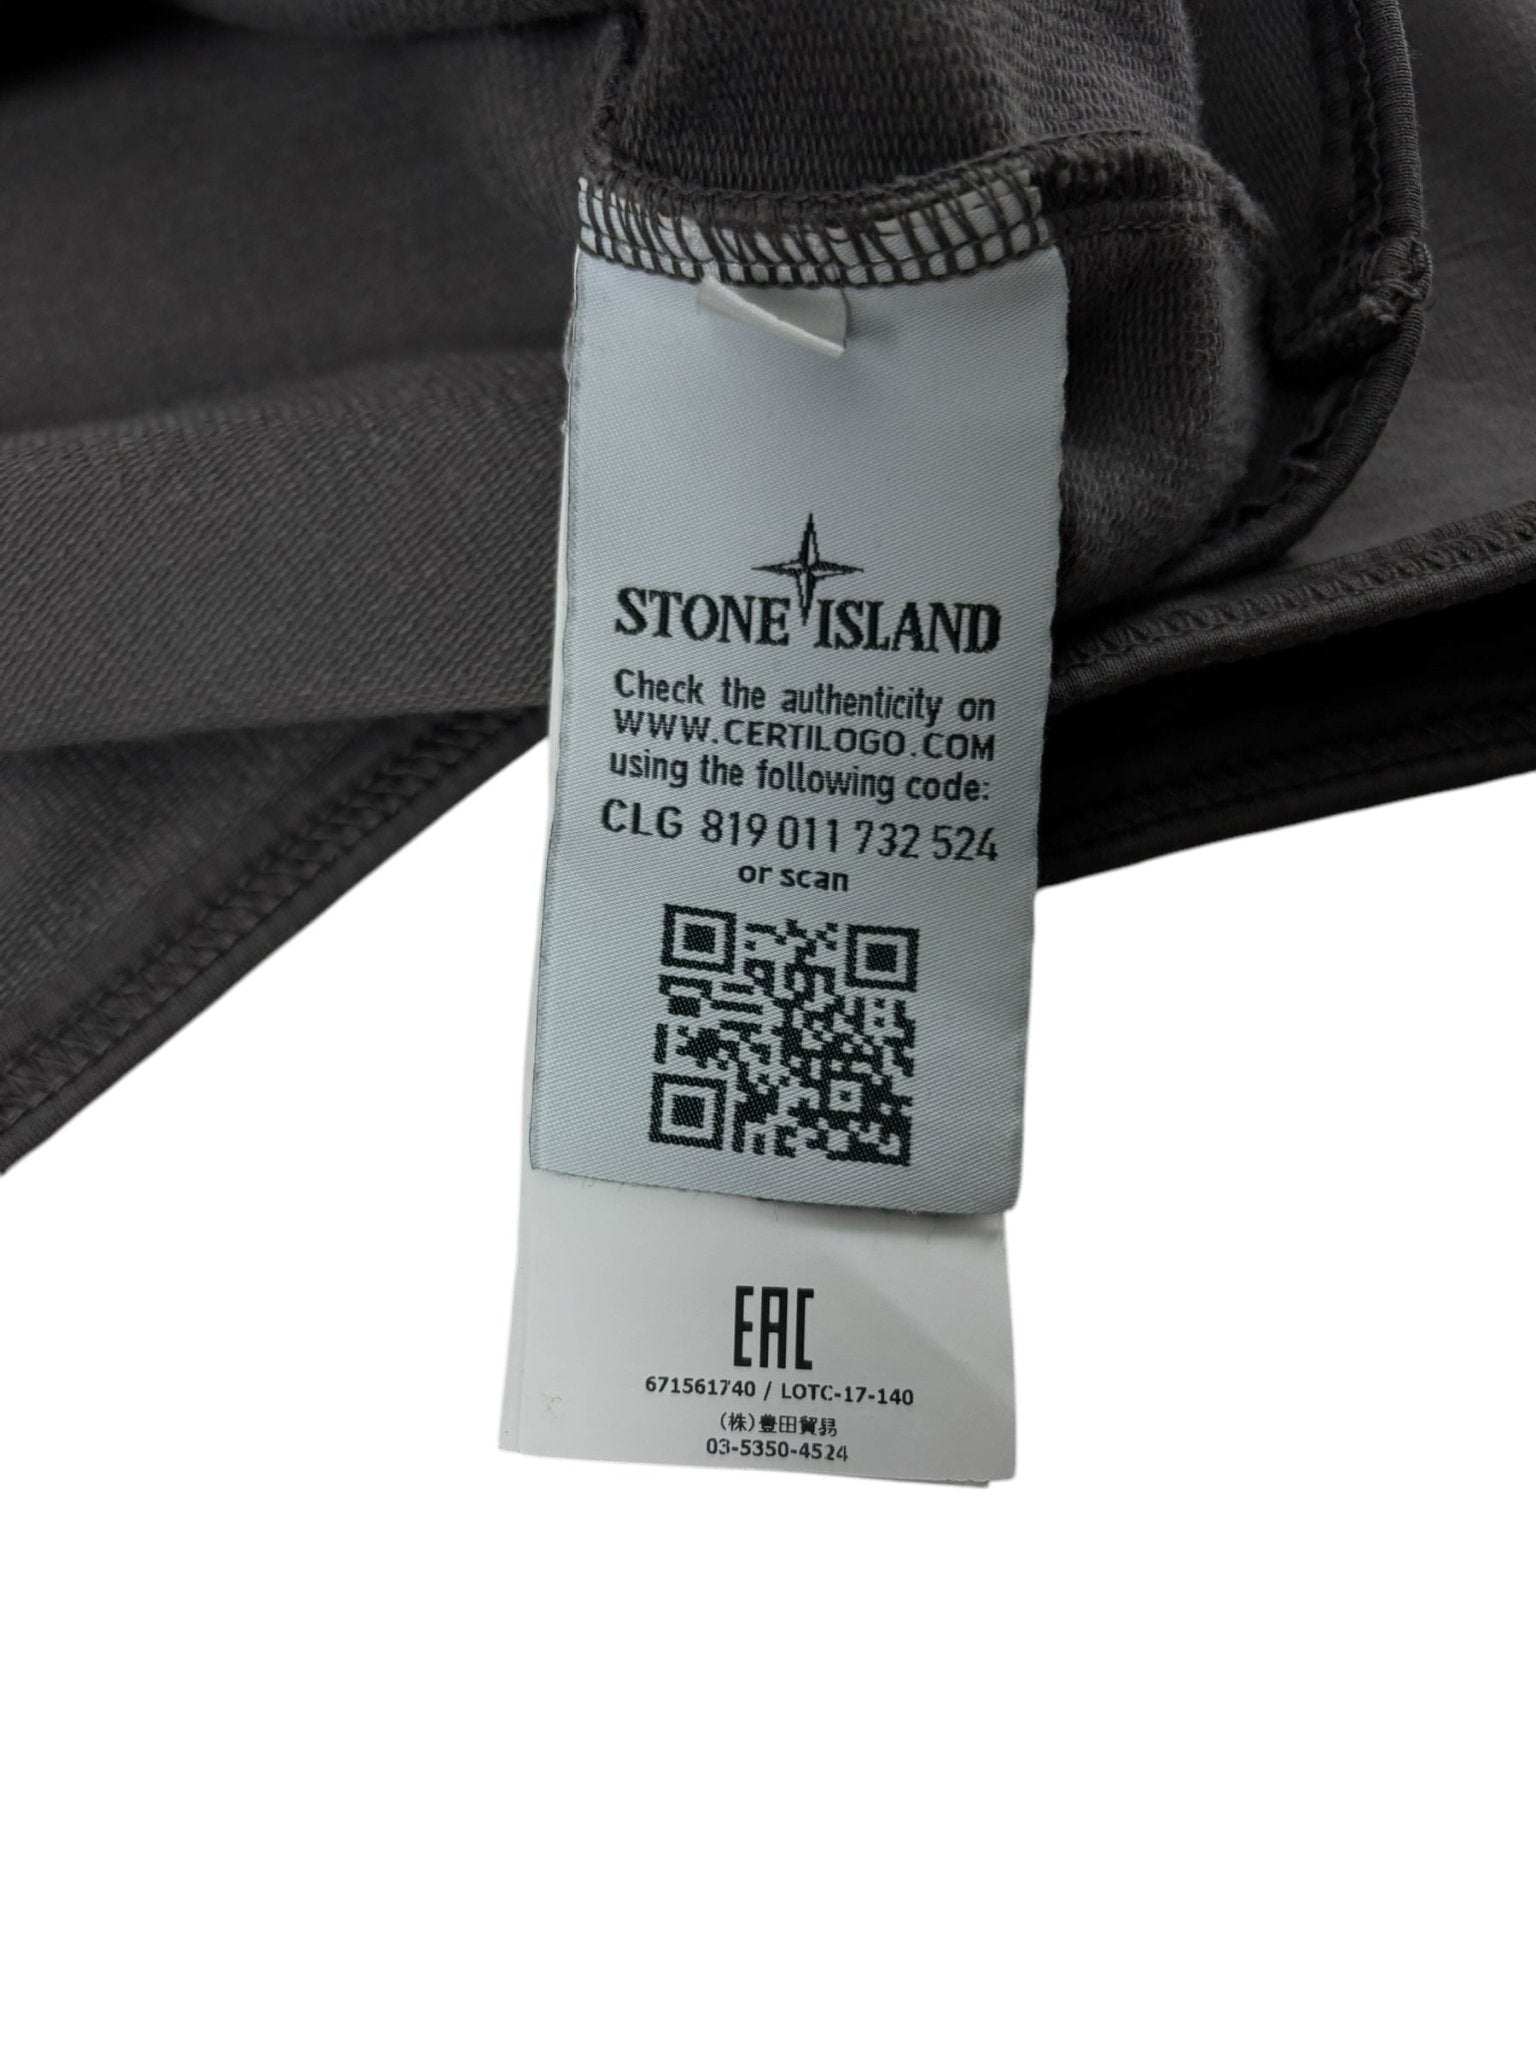 STONE ISLAND
Check the authenticity on
WWW.CERTILOGO.COM
using the following code:
CLG 819 011 732 524
or scan
EAC
671561740 / LOTC-17-140
(株)豊田貿易
03-5350-4524